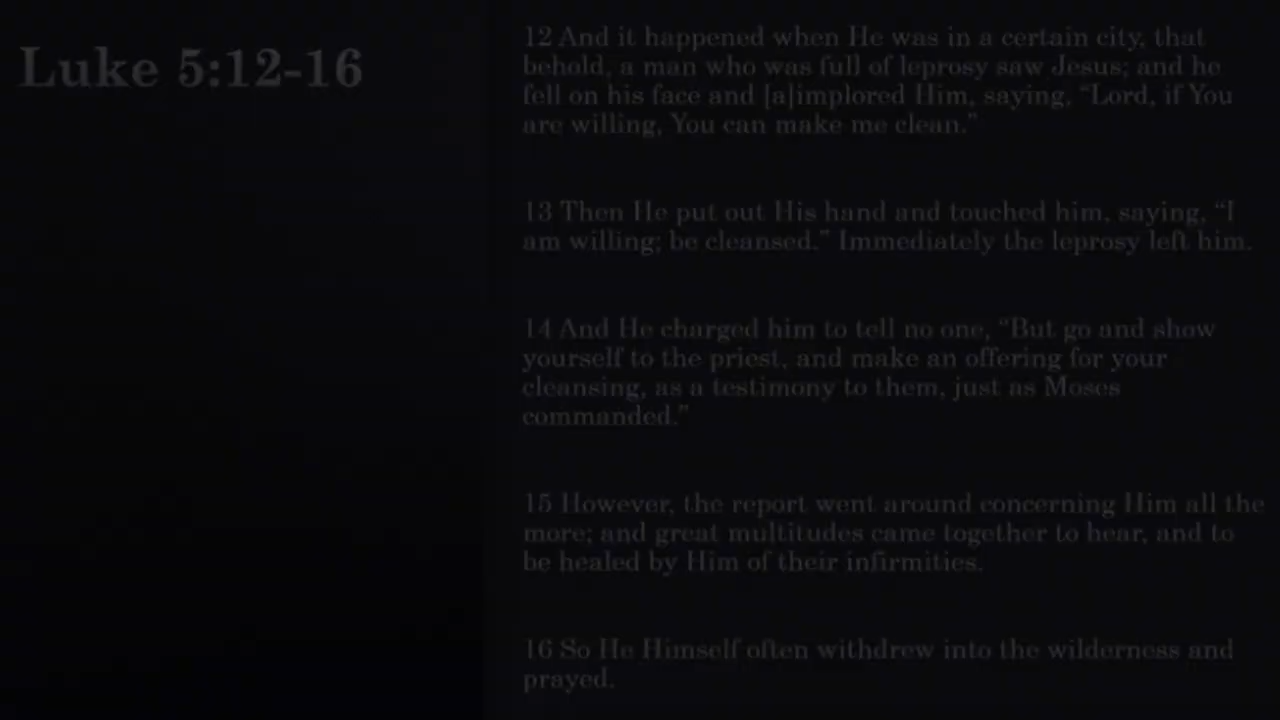 Luke 5:12-16
12 And it happened when He was in a certain city, that
behold, a man who was full of leprosy saw Jesus; and he
fell on his face and [a]implored Him, saying, “Lord, if You
are willing, You can make me clean.”
13 Then He put out His hand and touched him, saying, “I
am willing; be cleansed.” Immediately the leprosy left him.
14 And He charged him to tell no one, “But go and show
yourself to the priest, and make an offering for your
cleansing, as a testimony to them, just as Moses
commanded.”
15 However, the report went around concerning Him all the
more; and great multitudes came together to hear, and to
be healed by Him of their infirmities.
16 So He Himself often withdrew into the wilderness and
prayed.